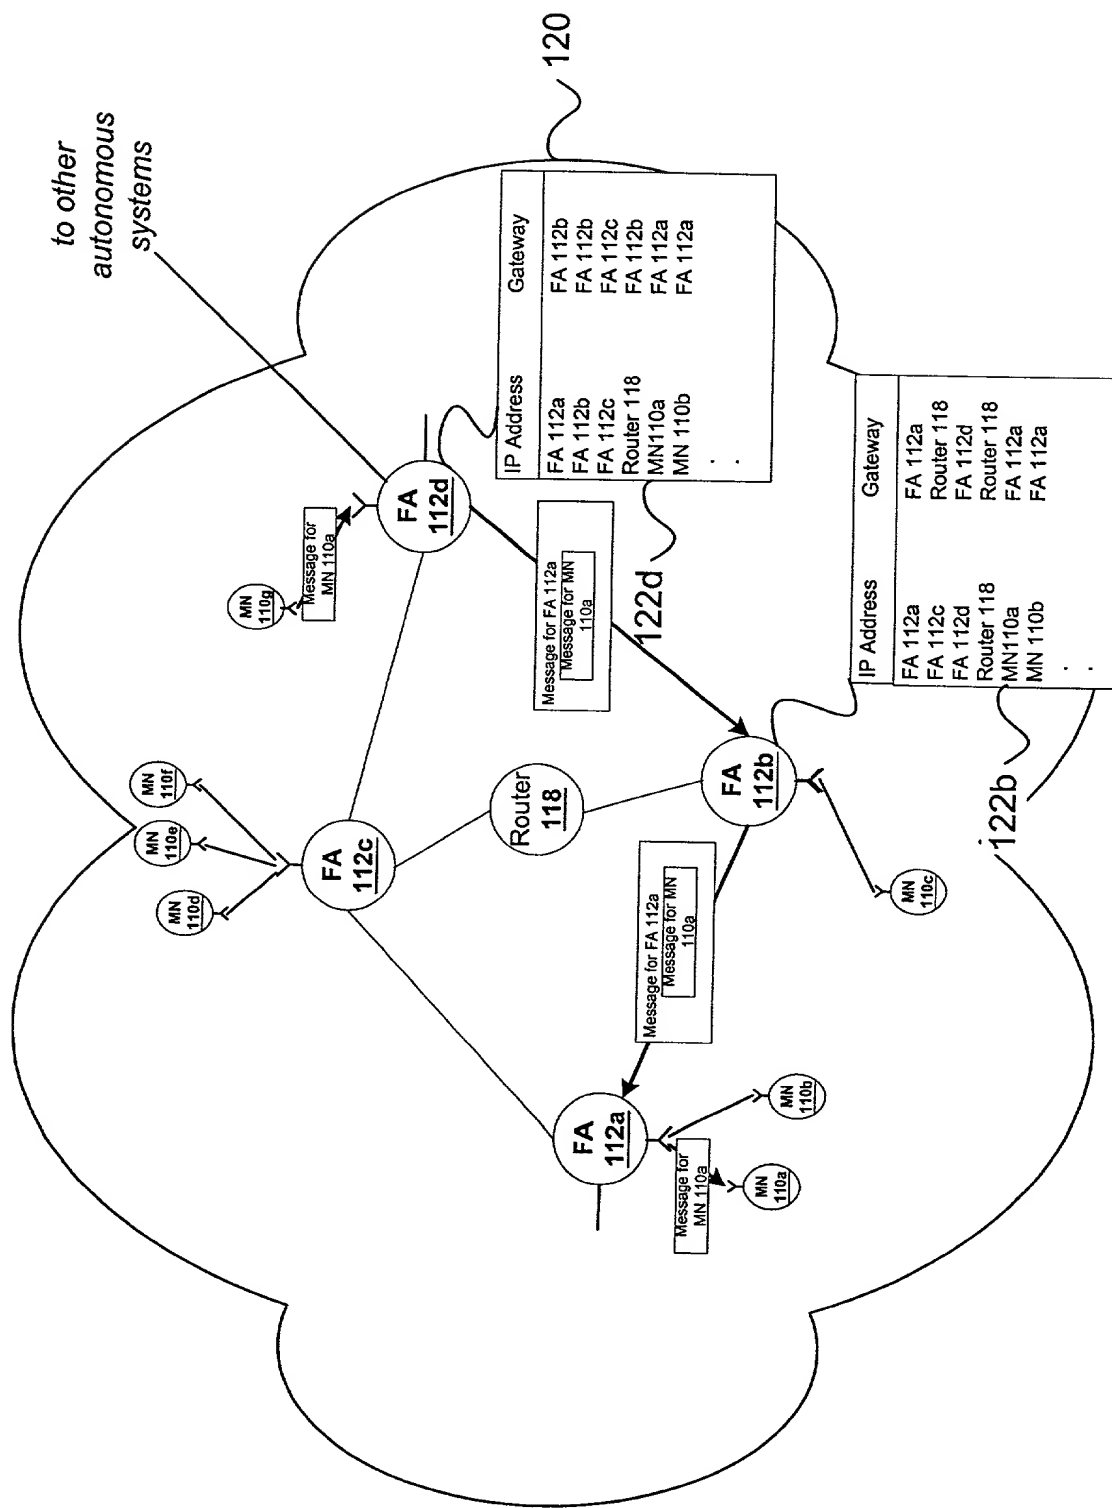 to other
autonomous
systems
120
MN
110g
Message for
MN 110a
FA
112d
IP Address Gateway
FA 112a FA 112b
FA 112b FA 112b
FA 112c FA 112c
Router 118 FA 112b
MN110a FA 112a
MN 110b FA 112a
.
.
122d
Message for FA 112a
Message for MN
110a
MN
110f
MN
110e
MN
110d
FA
112c
Router
118
FA
112b
IP Address Gateway
FA 112a FA 112a
FA 112c Router 118
FA 112d FA 112d
Router 118 Router 118
MN110a FA 112a
MN 110b FA 112a
.
.
122b
MN
110c
Message for FA 112a
Message for MN
110a
FA
112a
MN
110b
Message for
MN 110a
MN
110a